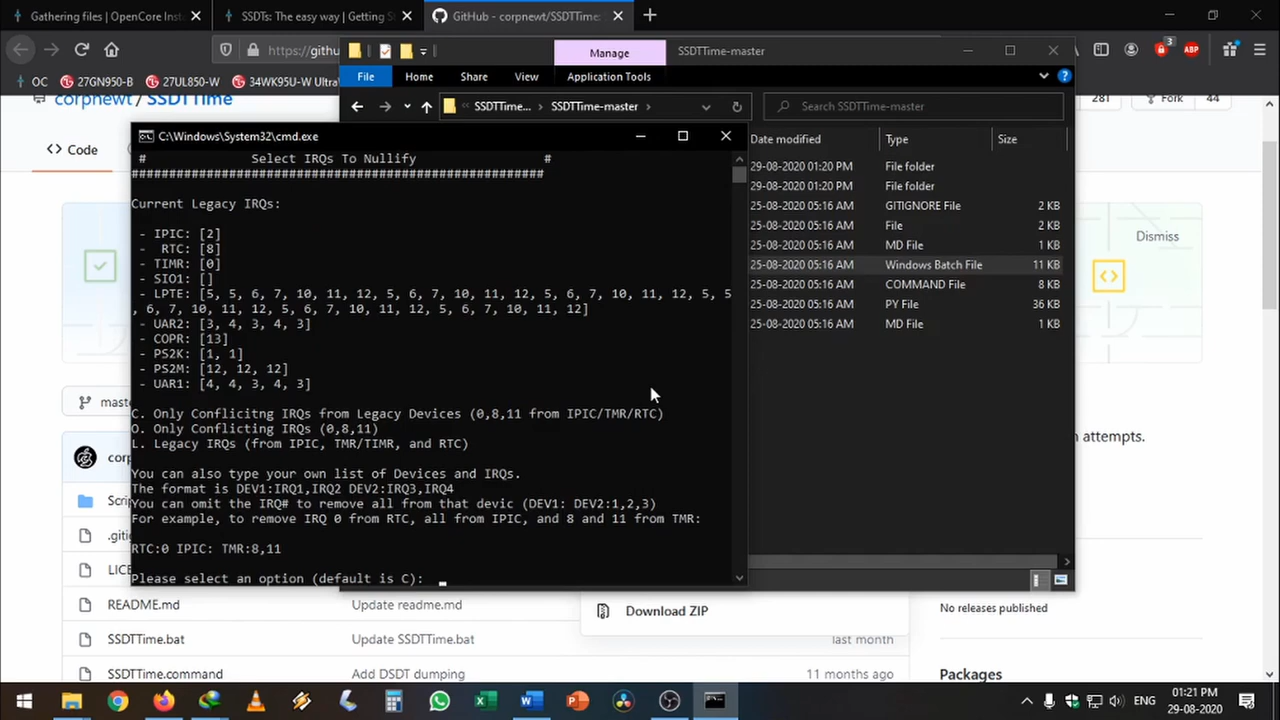 Gathering files | OpenCore Inst
SSDTs: The easy way | Getting S
GitHub - corpnewt/SSDTTime:
https://githu
3
ABP
OC
27GN950-B
27UL850-W
34WK95U-W Ultra
Manage
SSDTTime-master
File
Home
Share
View
Application Tools
SSDTTime...
SSDTTime-master
Search SSDTTime-master
corpnewt / SSDTTime
281
Fork
44
Code
Date modified
Type
Size
29-08-2020 01:20 PM
File folder
29-08-2020 01:20 PM
File folder
25-08-2020 05:16 AM
GITIGNORE File
2 KB
25-08-2020 05:16 AM
File
2 KB
25-08-2020 05:16 AM
MD File
1 KB
25-08-2020 05:16 AM
Windows Batch File
11 KB
25-08-2020 05:16 AM
COMMAND File
8 KB
25-08-2020 05:16 AM
PY File
36 KB
25-08-2020 05:16 AM
MD File
1 KB
C:\Windows\System32\cmd.exe
# Select IRQs To Nullify #
#######################################################
Current Legacy IRQs:
- IPIC: [2]
- RTC: [8]
- TIMR: [0]
- SIO1: []
- LPTE: [5, 5, 6, 7, 10, 11, 12, 5, 6, 7, 10, 11, 12, 5, 6, 7, 10, 11, 12, 5, 5
, 6, 7, 10, 11, 12, 5, 6, 7, 10, 11, 12, 5, 6, 7, 10, 11, 12]
- UAR2: [3, 4, 3, 4, 3]
- COPR: [13]
- PS2K: [1, 1]
- PS2M: [12, 12, 12]
- UAR1: [4, 4, 3, 4, 3]
C. Only Conflicitng IRQs from Legacy Devices (0,8,11 from IPIC/TMR/RTC)
O. Only Conflicting IRQs (0,8,11)
L. Legacy IRQs (from IPIC, TMR/TIMR, and RTC)
You can also type your own list of Devices and IRQs.
The format is DEV1:IRQ1,IRQ2 DEV2:IRQ3,IRQ4
You can omit the IRQ# to remove all from that devic (DEV1: DEV2:1,2,3)
For example, to remove IRQ 0 from RTC, all from IPIC, and 8 and 11 from TMR:
RTC:0 IPIC: TMR:8,11
Please select an option (default is C):
Dismiss
maste
corp
attempts.
Scrip
.giti
LICE
README.md
Update readme.md
SSDTTime.bat
Update SSDTTime.bat
last month
SSDTTime.command
Add DSDT dumping
11 months ago
Download ZIP
No releases published
Packages
ENG
01:21 PM
29-08-2020